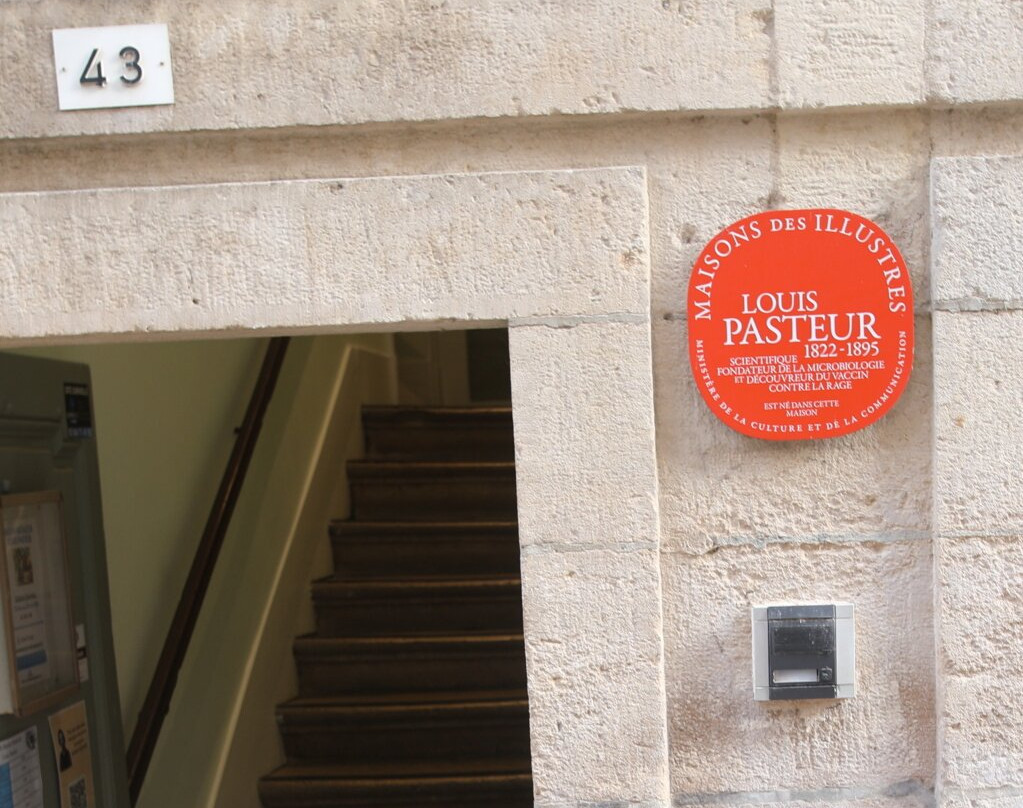 43
MAISONS DES ILLUSTRES
LOUIS
PASTEUR
1822-1895
SCIENTIFIQUE
FONDATEUR DE LA MICROBIOLOGIE
ET DÉCOUVREUR DU VACCIN
CONTRE LA RAGE
EST NÉ DANS CETTE
MAISON
MINISTÈRE DE LA CULTURE ET DE LA COMMUNICATION